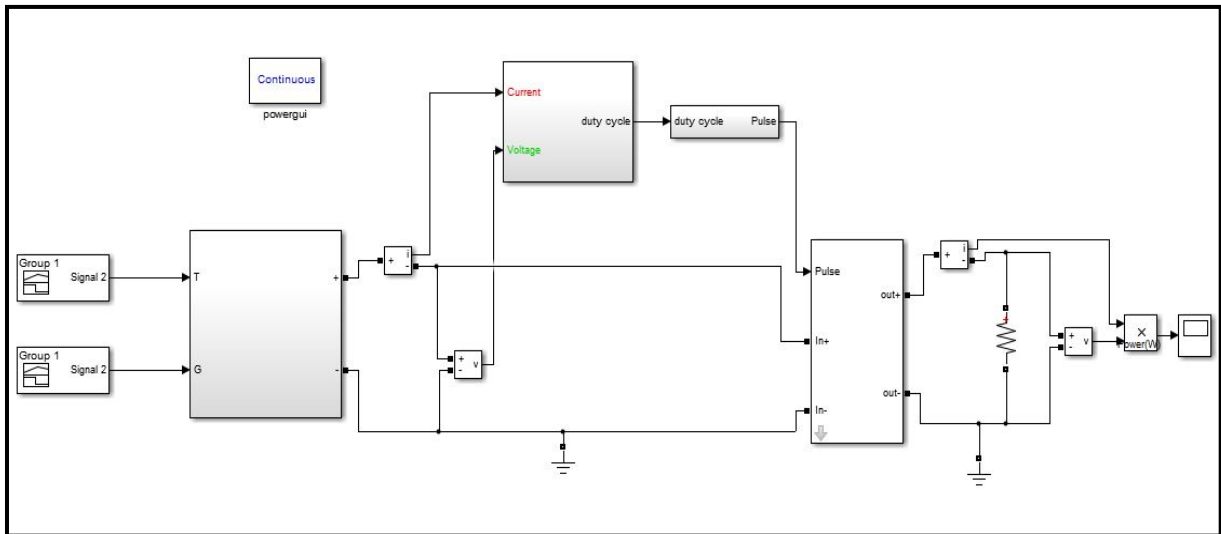 Continuous
powergui
Current
duty cycle
Voltage
duty cycle Pulse
Group 1
Signal 2
T
+
+ i
-
Group 1
Signal 2
G
-
+
-
v
Pulse
In+
In-
out+
out-
+ i
-
+
+
-
v
×
Power(W)